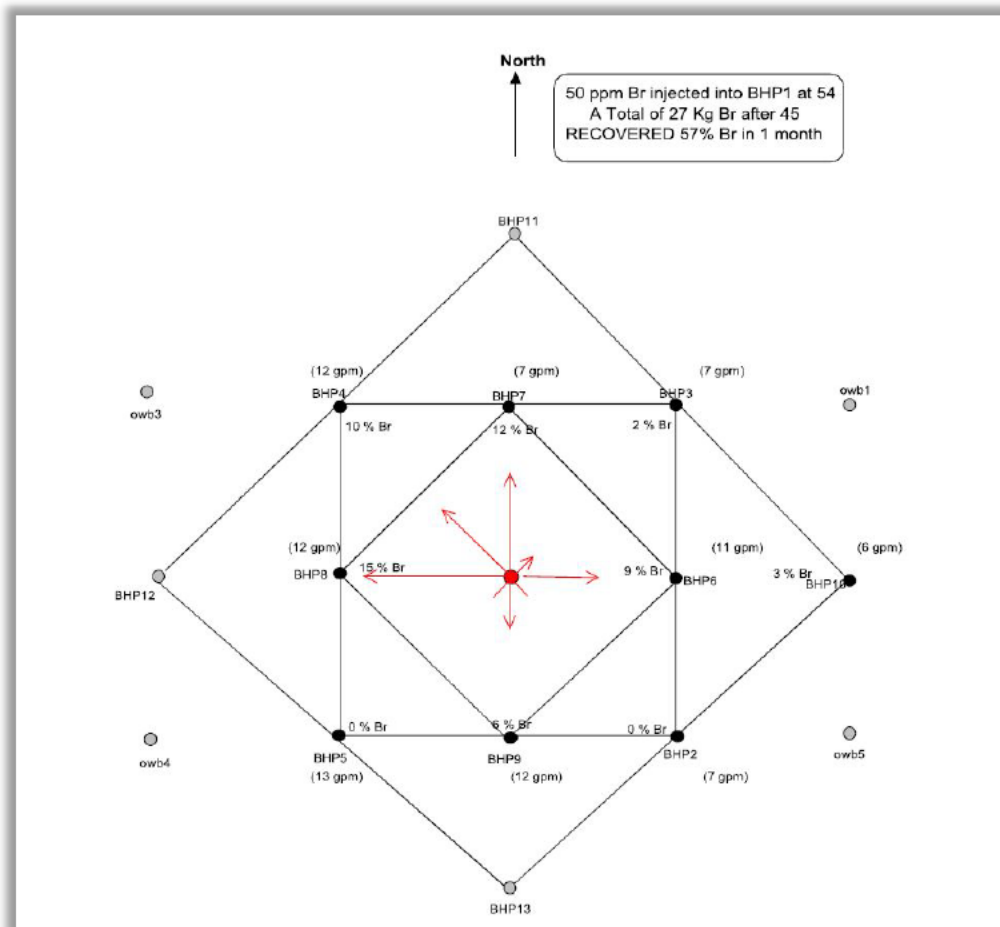 North
50 ppm Br injected into BHP1 at 54
A Total of 27 Kg Br after 45
RECOVERED 57% Br in 1 month
BHP11
(12 gpm)
(7 gpm)
(7 gpm)
BHP4
BHP7
BHP3
owb3
owb1
10 % Br
12 % Br
2 % Br
(12 gpm)
(11 gpm)
(6 gpm)
BHP8
15 % Br
9 % Br
BHP6
3 % Br
BHP10
BHP12
0 % Br
6 % Br
0 % Br
owb4
BHP5
BHP9
BHP2
owb5
(13 gpm)
(12 gpm)
(7 gpm)
BHP13